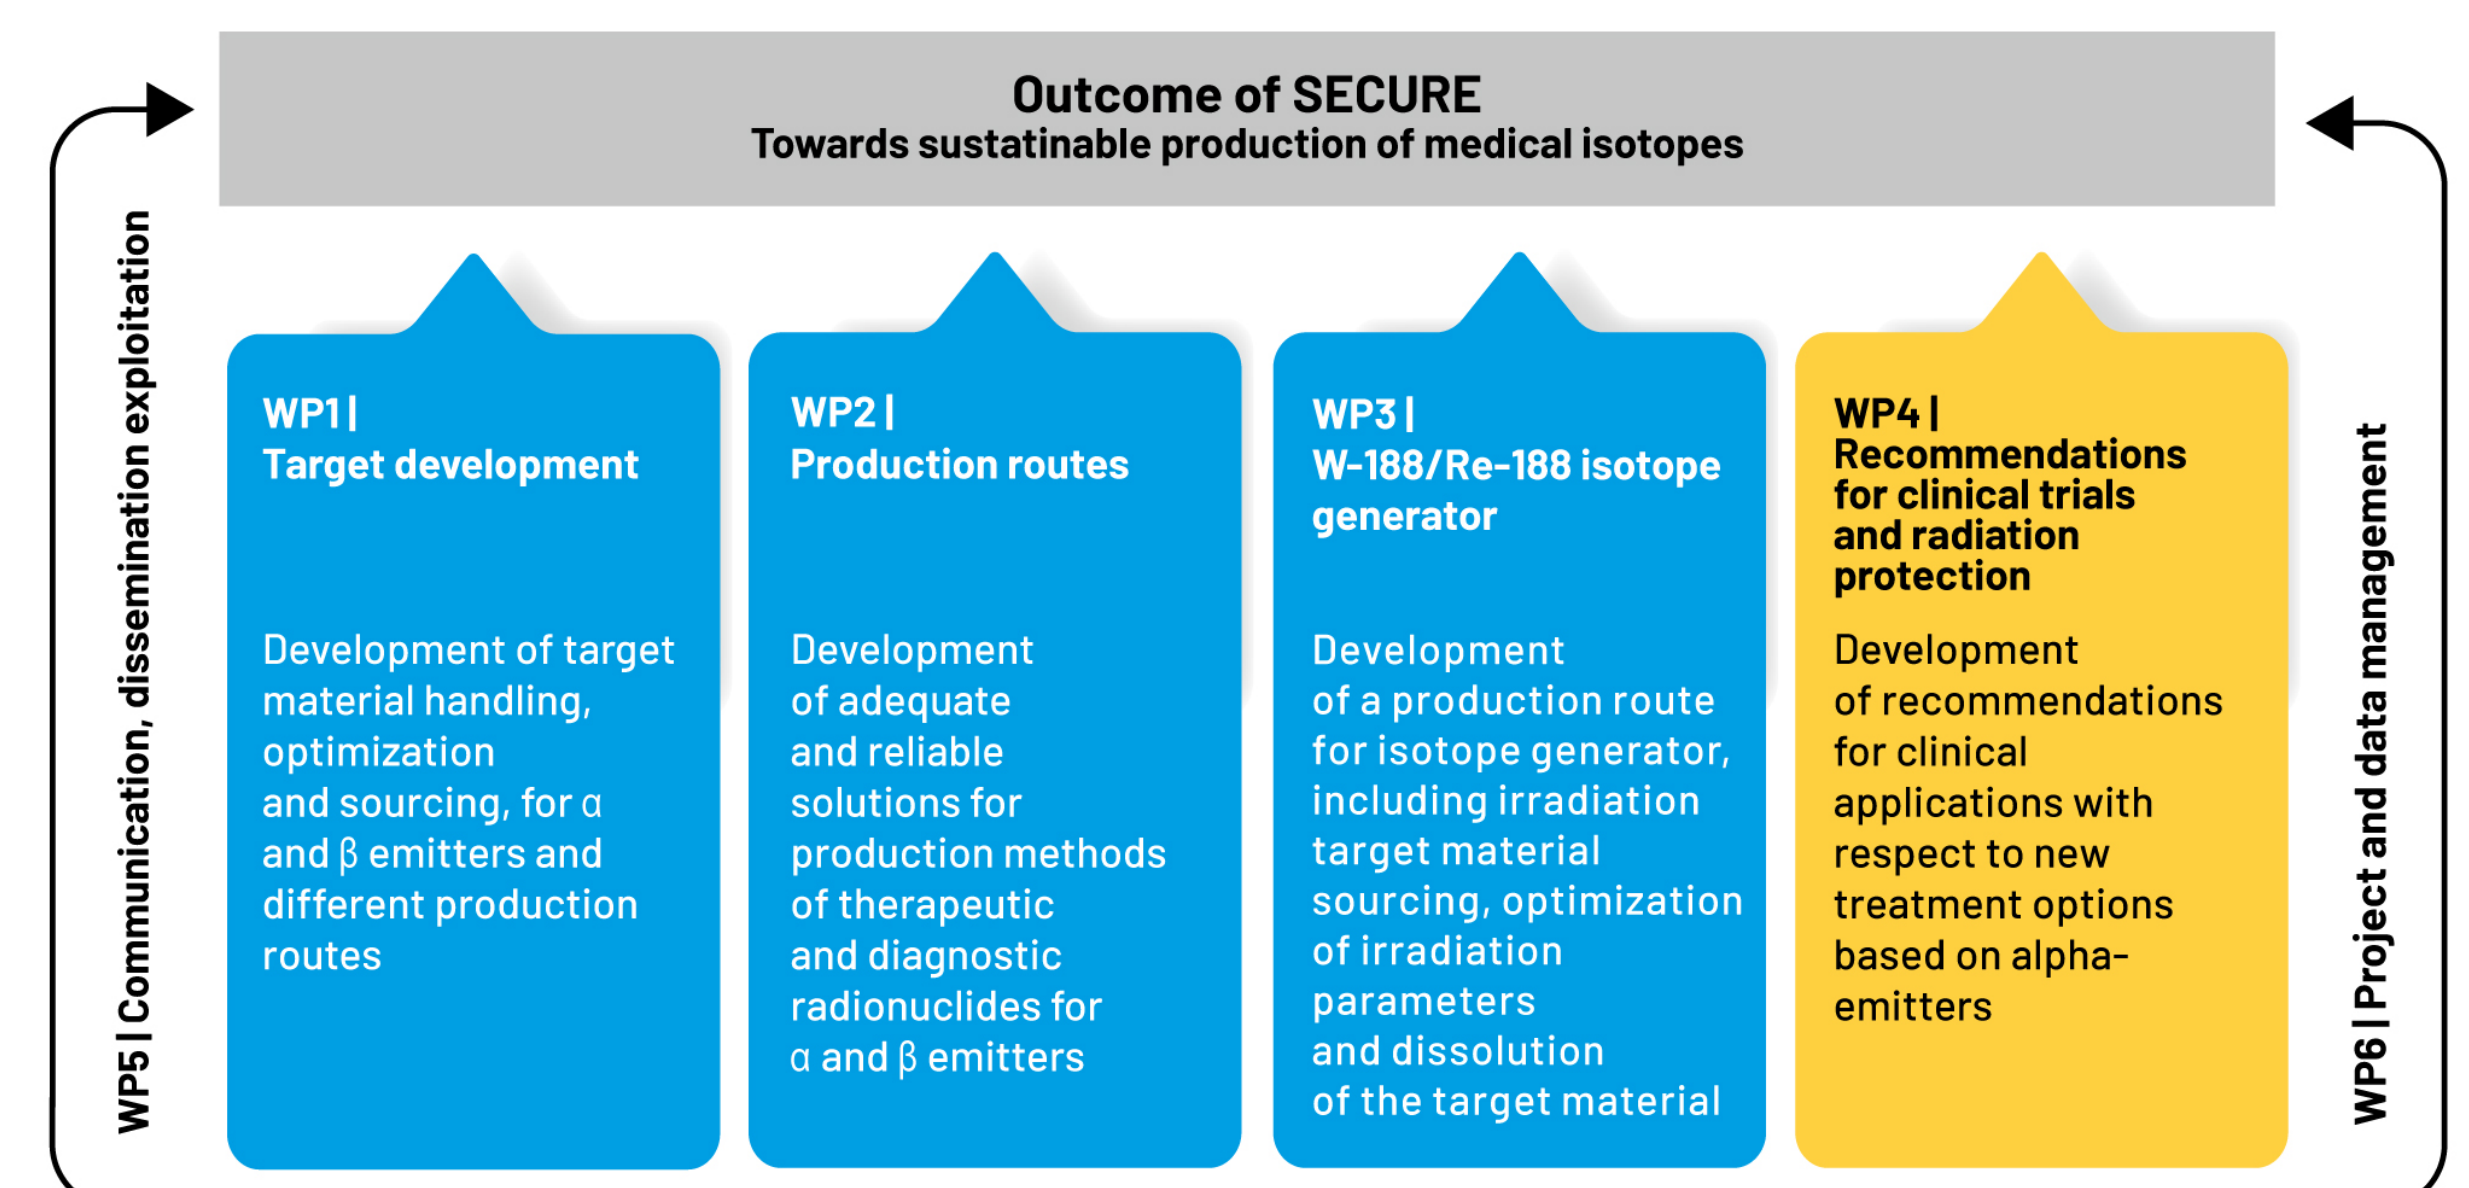 Outcome of SECURE
Towards sustatinable production of medical isotopes
WP5 | Communication, dissemination exploitation
WP1 |
Target development
Development of target
material handling,
optimization
and sourcing, for α
and β emitters and
different production
routes
WP2 |
Production routes
Development
of adequate
and reliable
solutions for
production methods
of therapeutic
and diagnostic
radionuclides for
α and β emitters
WP3 |
W-188/Re-188 isotope
generator
Development
of a production route
for isotope generator,
including irradiation
target material
sourcing, optimization
of irradiation
parameters
and dissolution
of the target material
WP4 |
Recommendations
for clinical trials
and radiation
protection
Development
of recommendations
for clinical
applications with
respect to new
treatment options
based on alpha-
emitters
WP6 | Project and data management